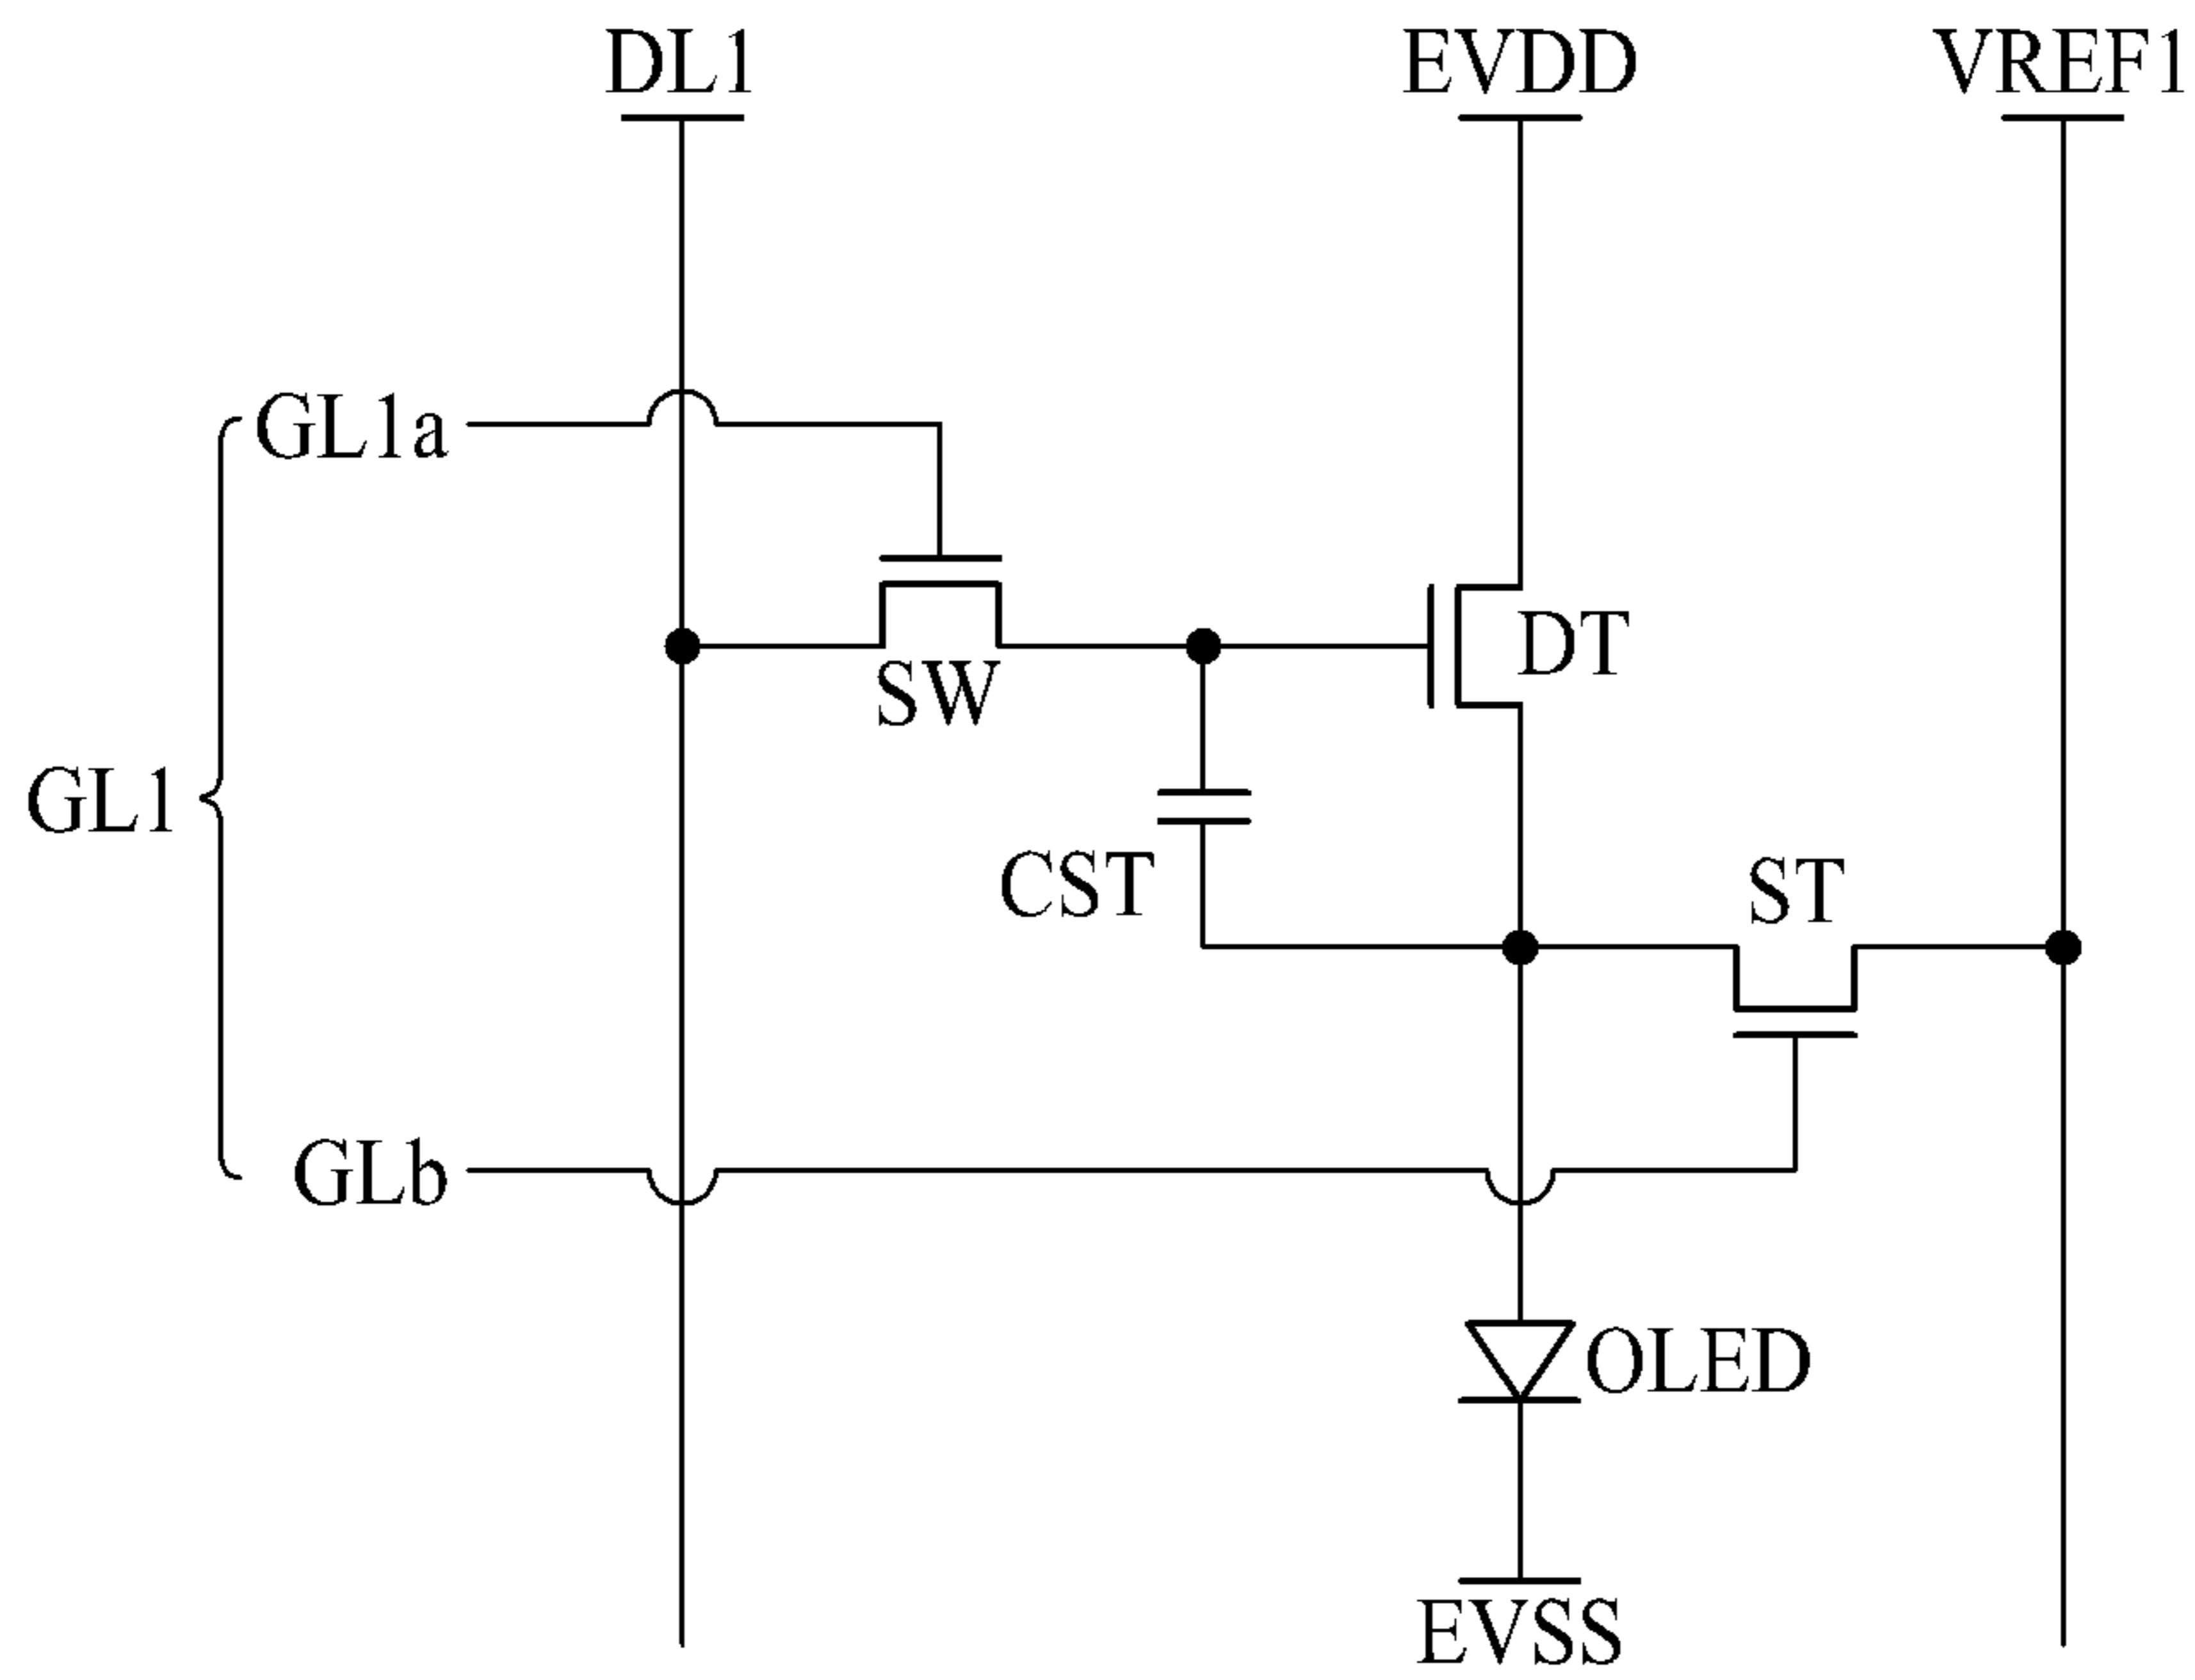 DL1
EVDD
VREF1
GL1a
DT
SW
GL1
CST
ST
GLb
OLED
EVSS